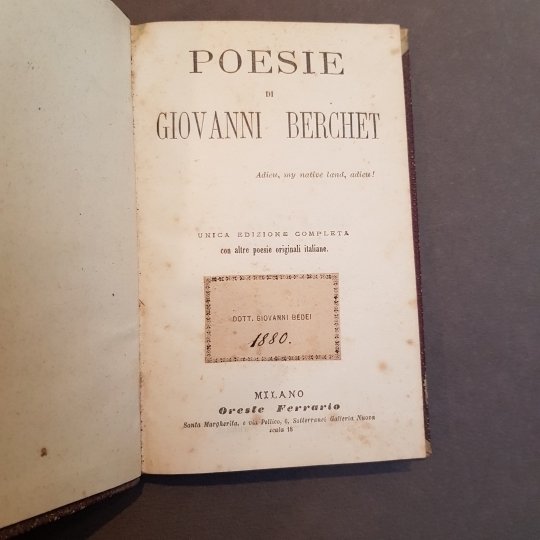 POESIE
DI
GIOVANNI BERCHET
Adieu, my native land, adieu!
UNICA EDIZIONE COMPLETA
con altre poesie originali italiane.
DOTT. GIOVANNI BEDEI
1880.
MILANO
Oreste Ferrario
Santa Margherita, e via Pellico, 6, Sotterranei Galleria Nuova
scala 18